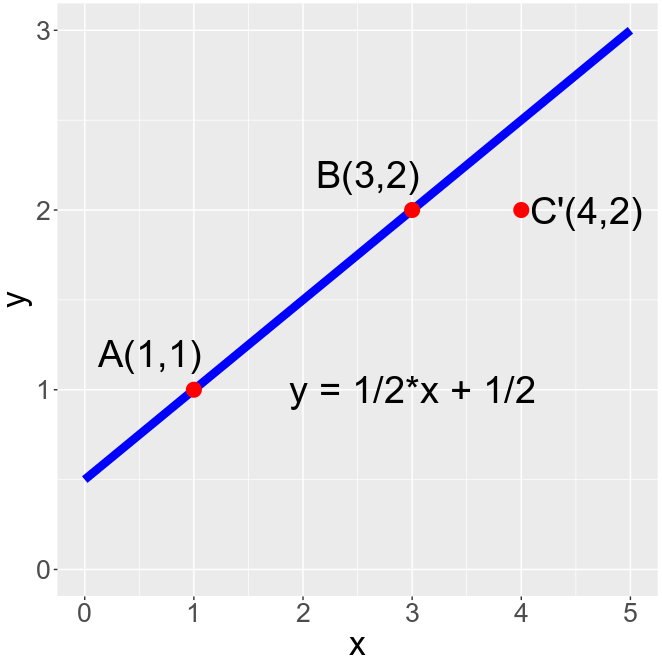 3
B(3,2)
2
C'(4,2)
y
A(1,1)
1
y = 1/2*x + 1/2
0
0 1 2 3 4 5
x